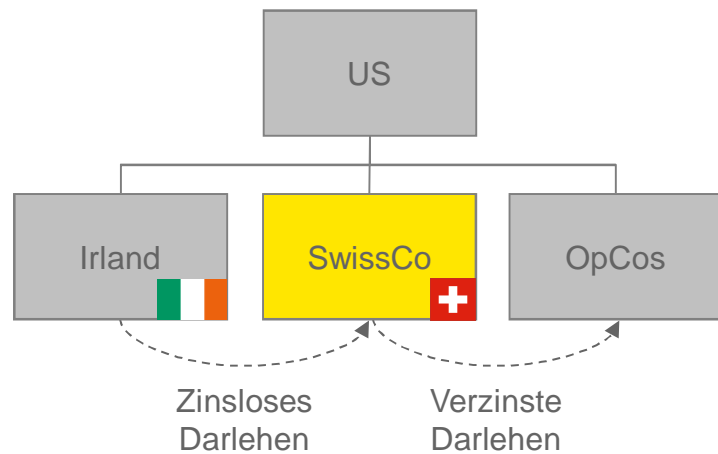 US
Irland
SwissCo
OpCos
Zinsloses
Darlehen
Verzinste
Darlehen